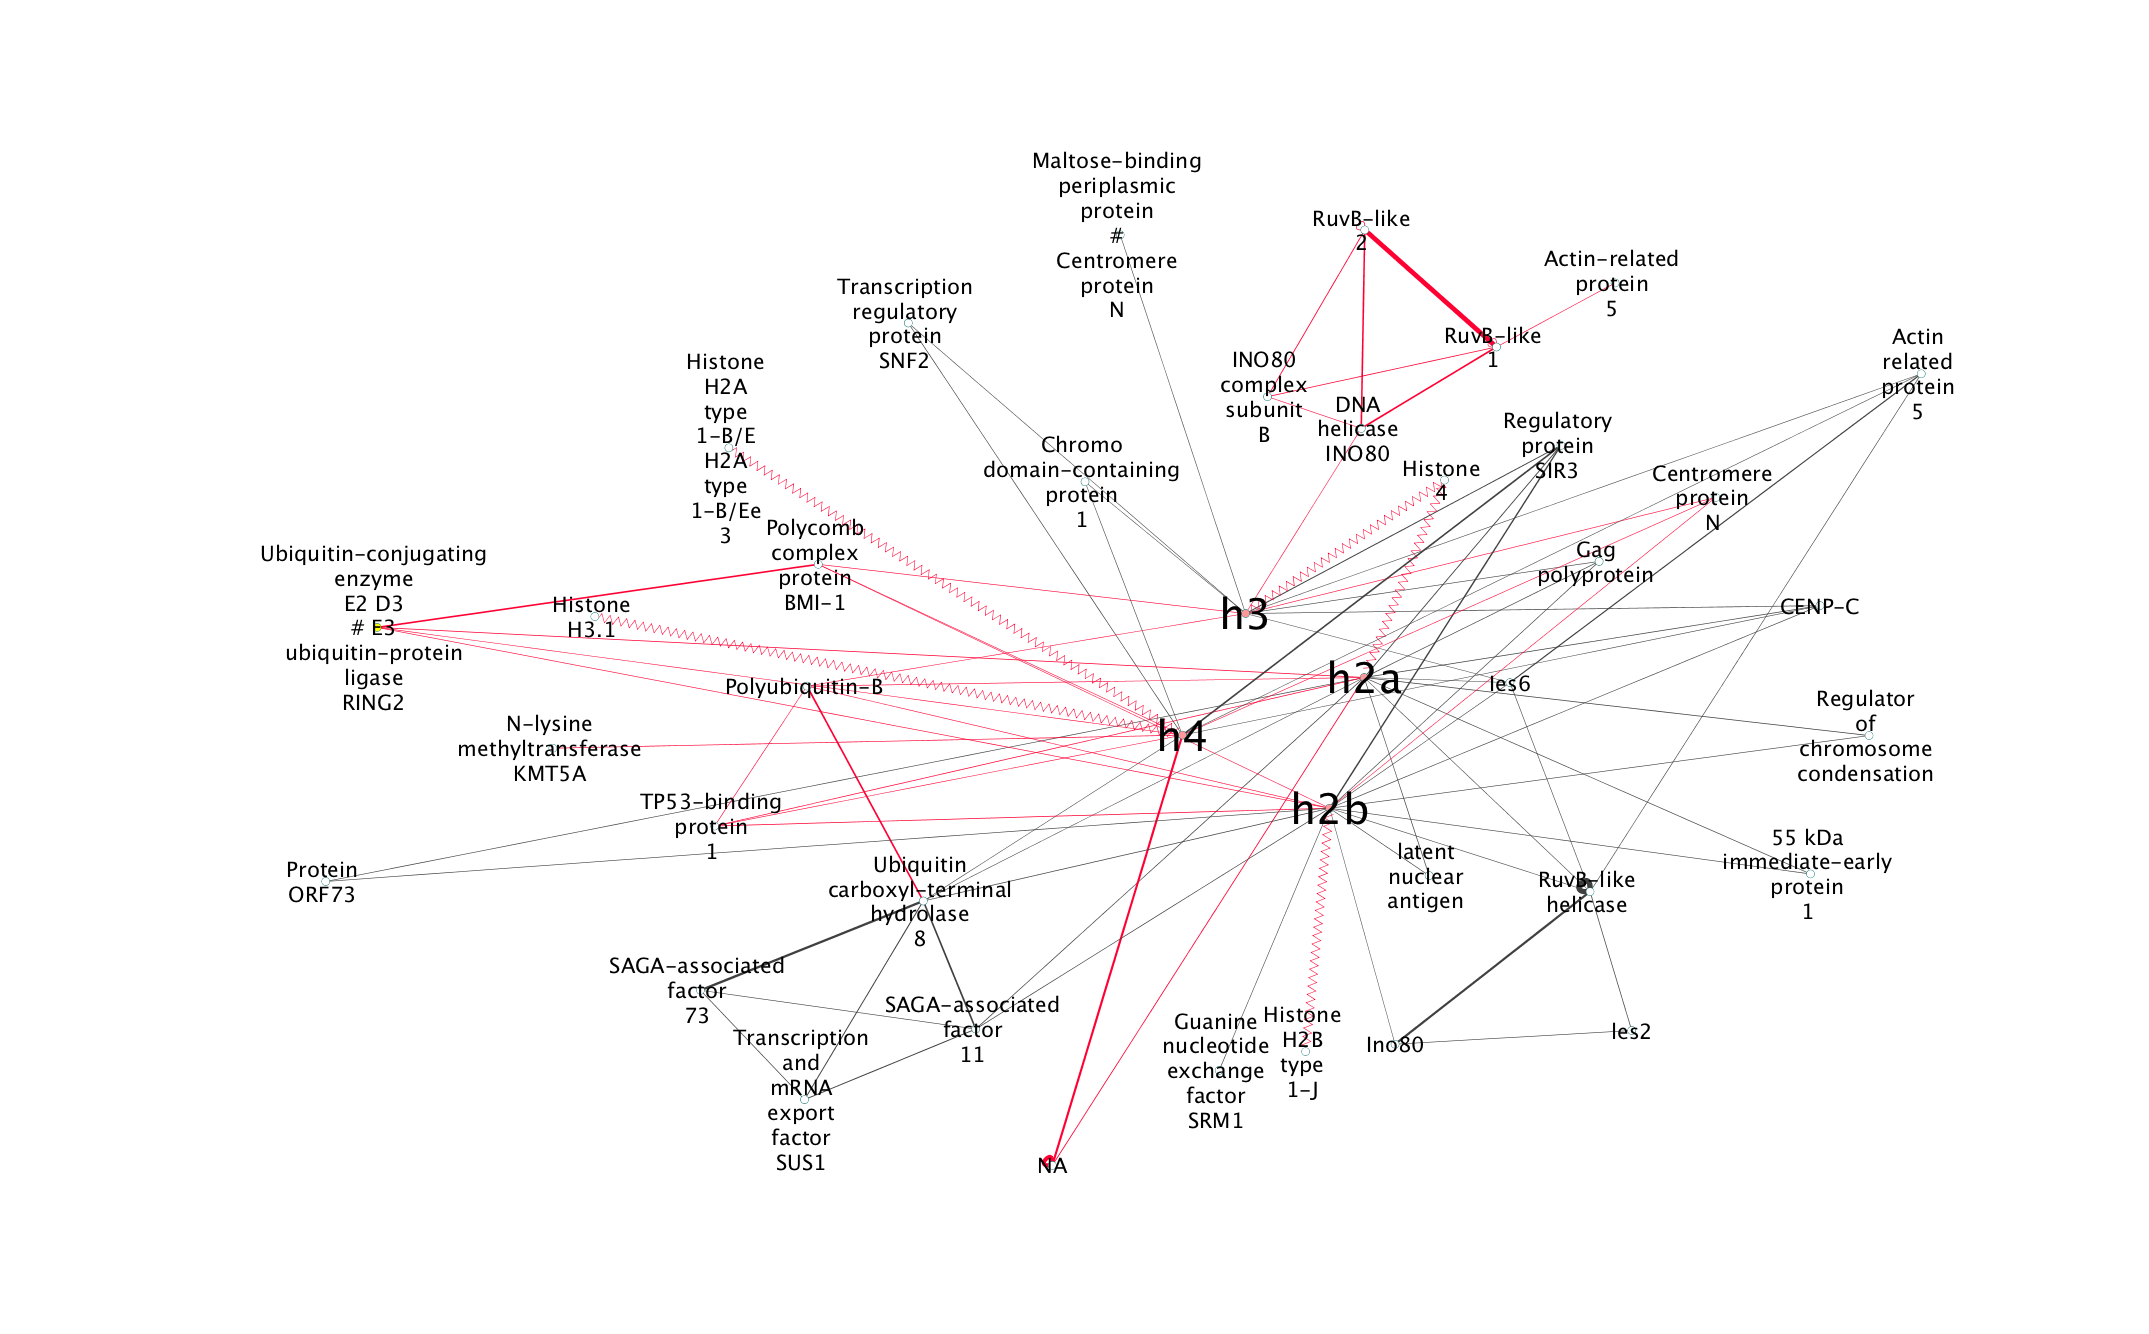 Maltose-binding
periplasmic
protein
#
Centromere
protein
N
RuvB-like
2
Actin-related
protein
5
Transcription
regulatory
protein
SNF2
RuvB-like
1
Actin
related
protein
5
Histone
H2A
type
1-B/E
H2A
type
1-B/Ee
3
INO80
complex
subunit
B
DNA
helicase
INO80
Chromo
domain-containing
protein
1
Regulatory
protein
SIR3
Histone
4
Centromere
protein
N
Polycomb
complex
protein
BMI-1
Gag
polyprotein
Ubiquitin-conjugating
enzyme
E2 D3
# E3
ubiquitin-protein
ligase
RING2
Histone
H3.1
h3
CENP-C
h2a
Polyubiquitin-B
Ies6
N-lysine
methyltransferase
KMT5A
h4
Regulator
of
chromosome
condensation
TP53-binding
protein
1
h2b
Protein
ORF73
Ubiquitin
carboxyl-terminal
hydrolase
8
latent
nuclear
antigen
RuvB-like
helicase
55 kDa
immediate-early
protein
1
SAGA-associated
factor
73
SAGA-associated
factor
11
Transcription
and
mRNA
export
factor
SUS1
Guanine
nucleotide
exchange
factor
SRM1
Histone
H2B
type
1-J
Ino80
Ies2
NA